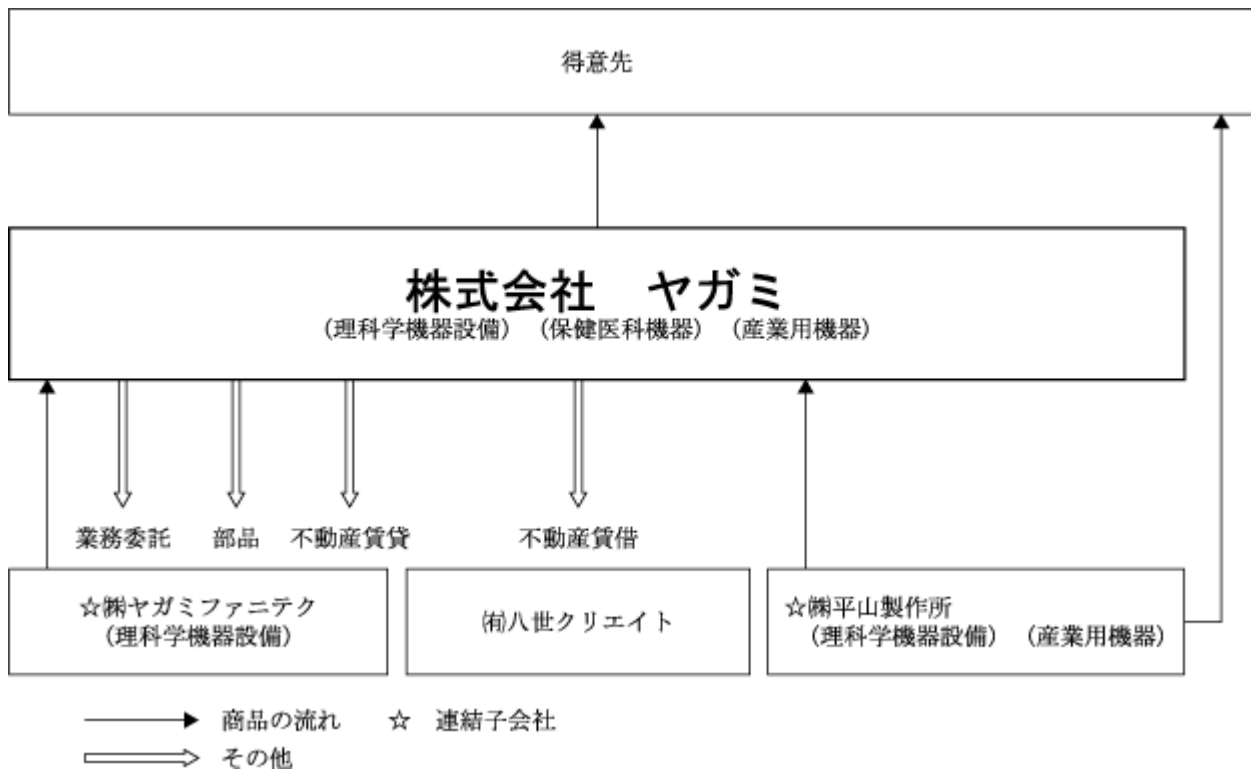 得意先
株式会社 ヤガミ
(理科学機器設備) (保健医科機器) (産業用機器)
業務委託 部品 不動産賃貸 不動産賃借
☆㈱ヤガミファニテク
(理科学機器設備)
㈲八世クリエイト
☆㈱平山製作所
(理科学機器設備) (産業用機器)
商品の流れ ☆ 連結子会社
その他